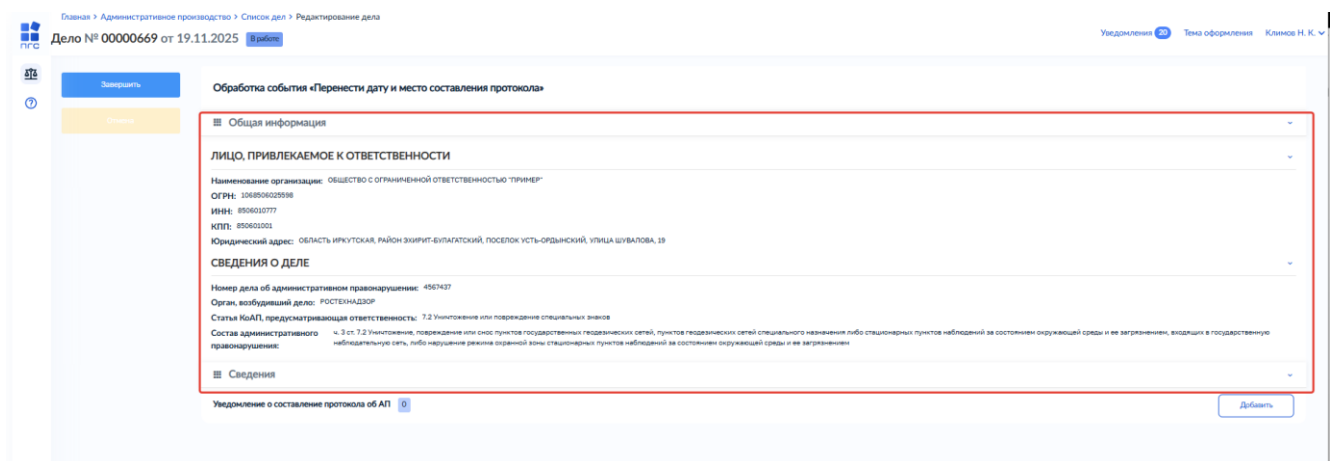 Главная > Административное производство > Список дел > Редактирование дела
Дело № 00000669 от 19.11.2025 В работе
Уведомления 20 Тема оформления Климов Н. К.
пгс
Завершить
Отмена
Обработка события «Перенести дату и место составления протокола»
Общая информация
ЛИЦО, ПРИВЛЕКАЕМОЕ К ОТВЕТСТВЕННОСТИ
Наименование организации: ОБЩЕСТВО С ОГРАНИЧЕННОЙ ОТВЕТСТВЕННОСТЬЮ "ПРИМЕР"
ОГРН: 1068506025598
ИНН: 8506010777
КПП: 850601001
Юридический адрес: ОБЛАСТЬ ИРКУТСКАЯ, РАЙОН ЭХИРИТ-БУЛАГАТСКИЙ, ПОСЕЛОК УСТЬ-ОРДЫНСКИЙ, УЛИЦА ШУВАЛОВА, 19
СВЕДЕНИЯ О ДЕЛЕ
Номер дела об административном правонарушении: 4567437
Орган, возбудивший дело: РОСТЕХНАДЗОР
Статья КоАП, предусматривающая ответственность: 7.2 Уничтожение или повреждение специальных знаков
Состав административного правонарушения: ч. 3 ст. 7.2 Уничтожение, повреждение или снос пунктов государственных геодезических сетей, пунктов геодезических сетей специального назначения либо стационарных пунктов наблюдений за состоянием окружающей среды и ее загрязнением, входящих в государственную
наблюдательную сеть, либо нарушение режима охранной зоны стационарных пунктов наблюдений за состоянием окружающей среды и ее загрязнением
Сведения
Уведомление о составление протокола об АП 0
Добавить